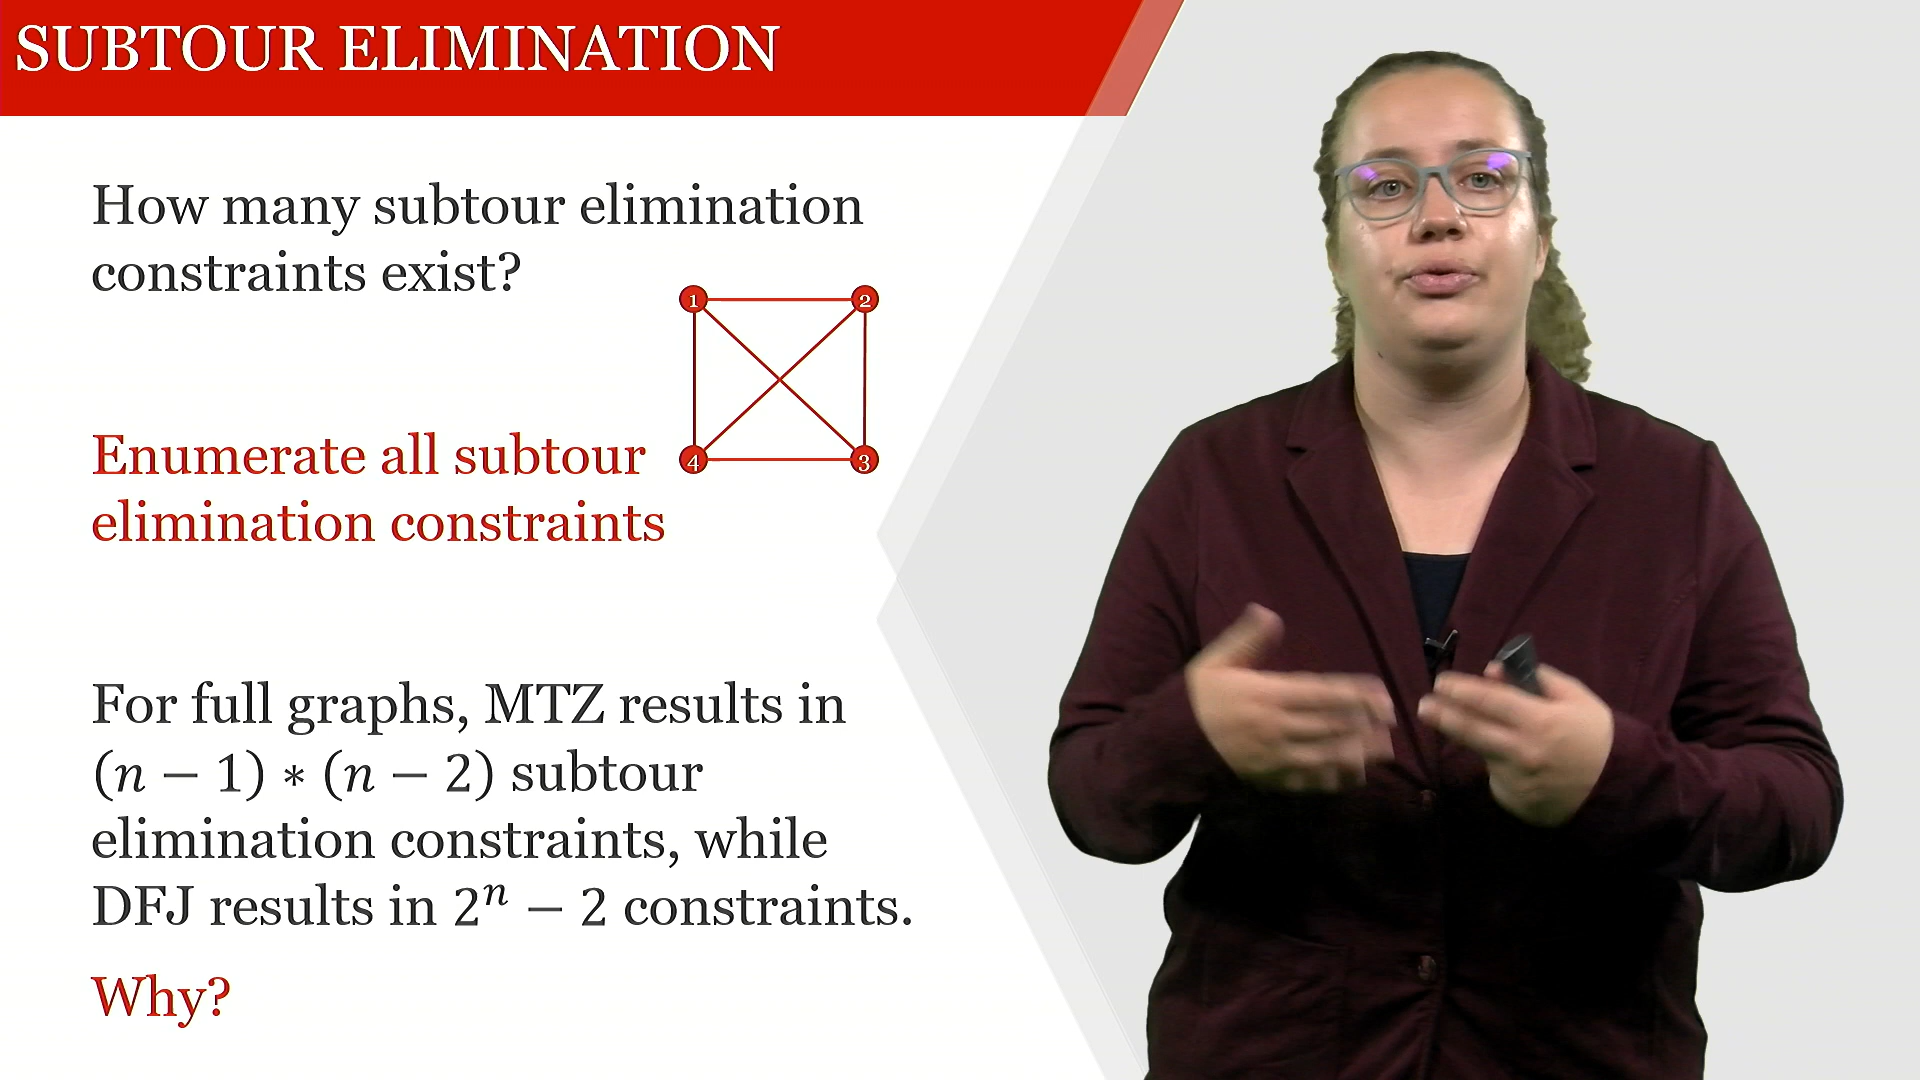 SUBTOUR ELIMINATION
How many subtour elimination
constraints exist?
1
2
4
3
Enumerate all subtour
elimination constraints
For full graphs, MTZ results in
(n − 1) ∗ (n − 2) subtour
elimination constraints, while
DFJ results in 2ⁿ − 2 constraints.
Why?